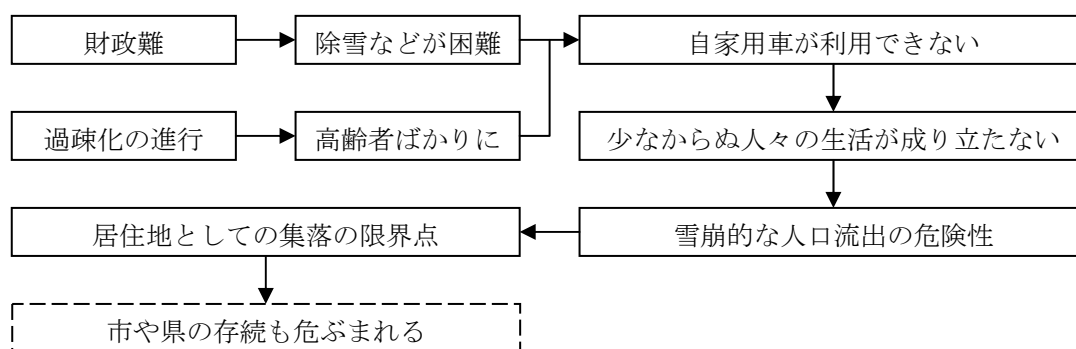 財政難
除雪などが困難
自家用車が利用できない
過疎化の進行
高齢者ばかりに
少なからぬ人々の生活が成り立たない
居住地としての集落の限界点
雪崩的な人口流出の危険性
市や県の存続も危ぶまれる